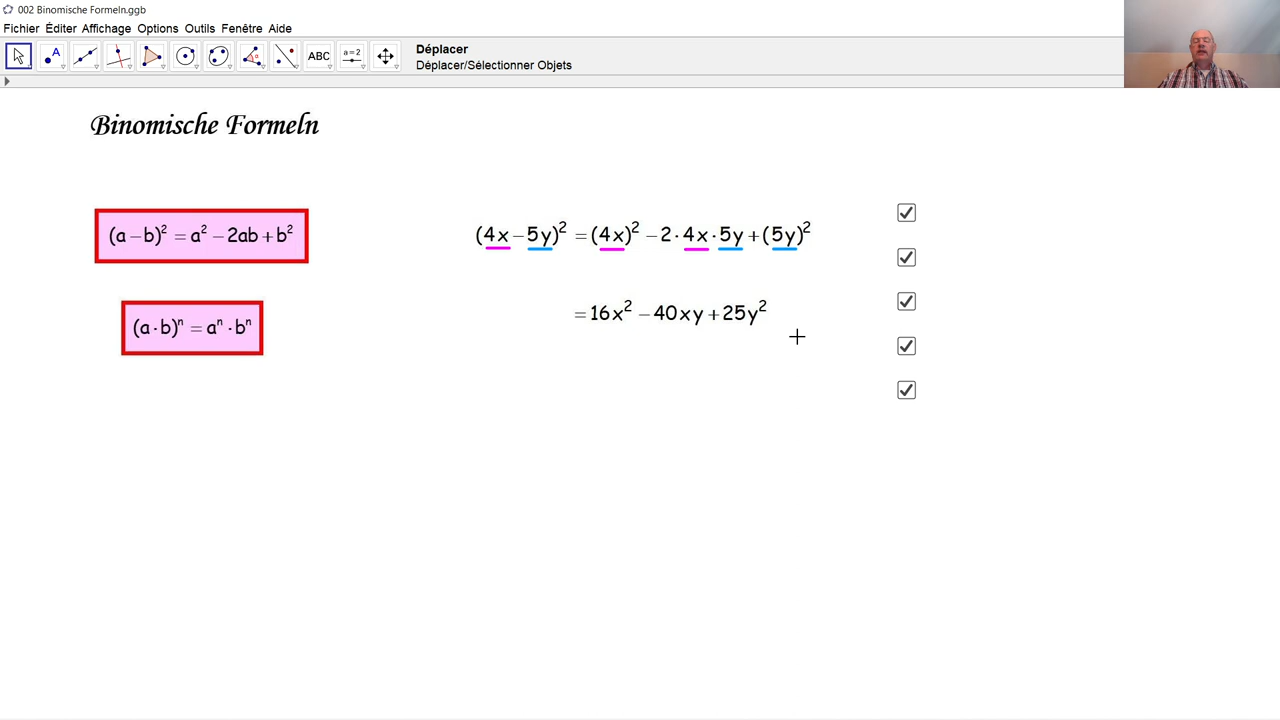 002 Binomische Formeln.ggb
Fichier Éditer Affichage Options Outils Fenêtre Aide
A
α
ABC
a=2
Déplacer
Déplacer/Sélectionner Objets
Binomische Formeln
(a – b)² = a² – 2ab + b²
(4x – 5y)² = (4x)² – 2 · 4x · 5y + (5y)²
= 16x² – 40xy + 25y²
(a · b)ⁿ = aⁿ · bⁿ